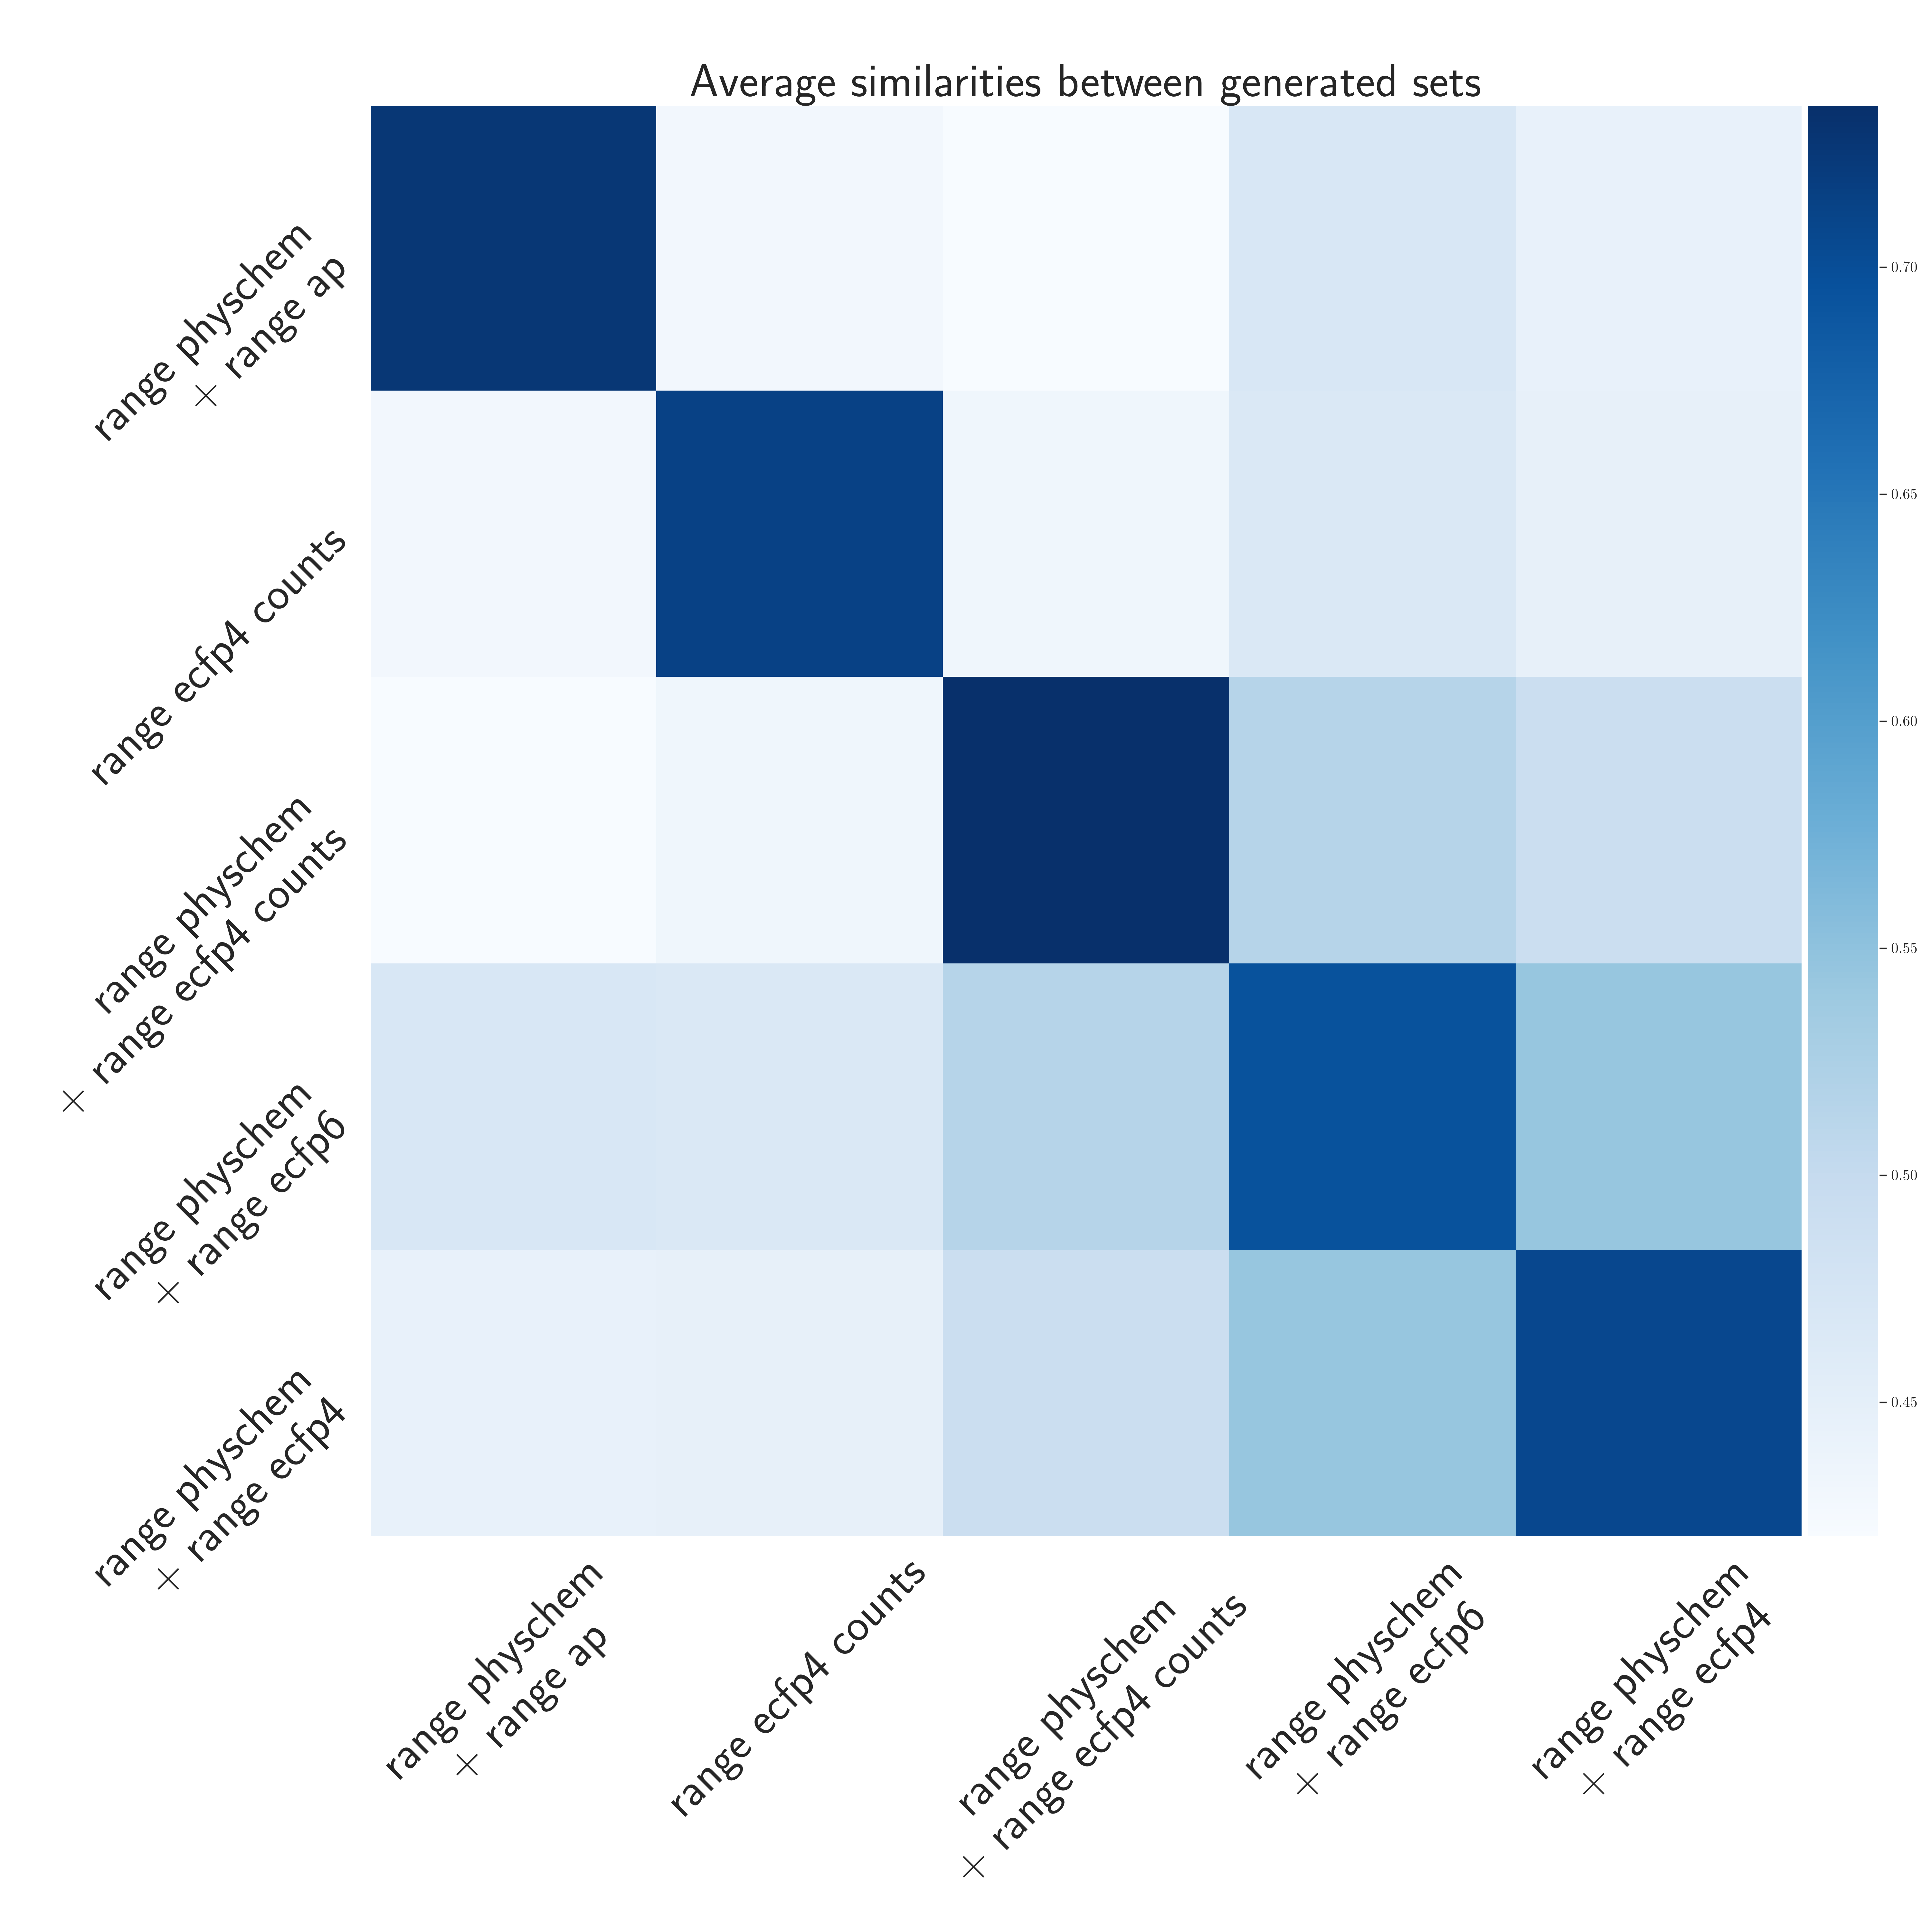 Average similarities between generated sets
range physchem
× range ap
range ecfp4 counts
range physchem
× range ecfp4 counts
range physchem
× range ecfp6
range physchem
× range ecfp4
0.70
0.65
0.60
0.55
0.50
0.45
range physchem
× range ap
range ecfp4 counts
range physchem
× range ecfp4 counts
range physchem
× range ecfp6
range physchem
× range ecfp4